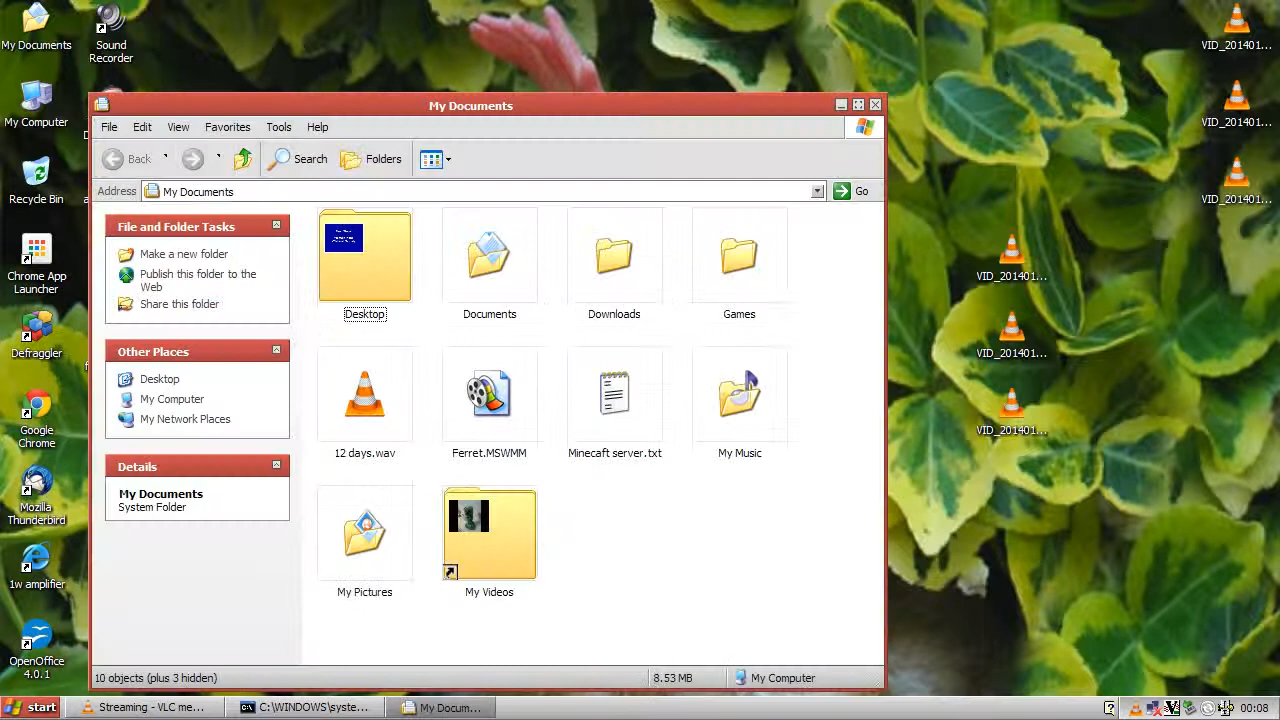 My Documents
Sound
Recorder
My Computer
Recycle Bin
Chrome App
Launcher
Defraggler
Google
Chrome
Mozilla
Thunderbird
1w amplifier
OpenOffice
4.0.1
VID_201401...
VID_201401...
VID_201401...
VID_201401...
VID_201401...
VID_201401...
My Documents
File Edit View Favorites Tools Help
Back Search Folders
Address My Documents Go
File and Folder Tasks
Make a new folder
Publish this folder to the
Web
Share this folder
Other Places
Desktop
My Computer
My Network Places
Details
My Documents
System Folder
Desktop Documents Downloads Games
12 days.wav Ferret.MSWMM Minecaft server.txt My Music
My Pictures My Videos
10 objects (plus 3 hidden) 8.53 MB My Computer
start Streaming - VLC me... C:\WINDOWS\syste... My Docum... 00:08